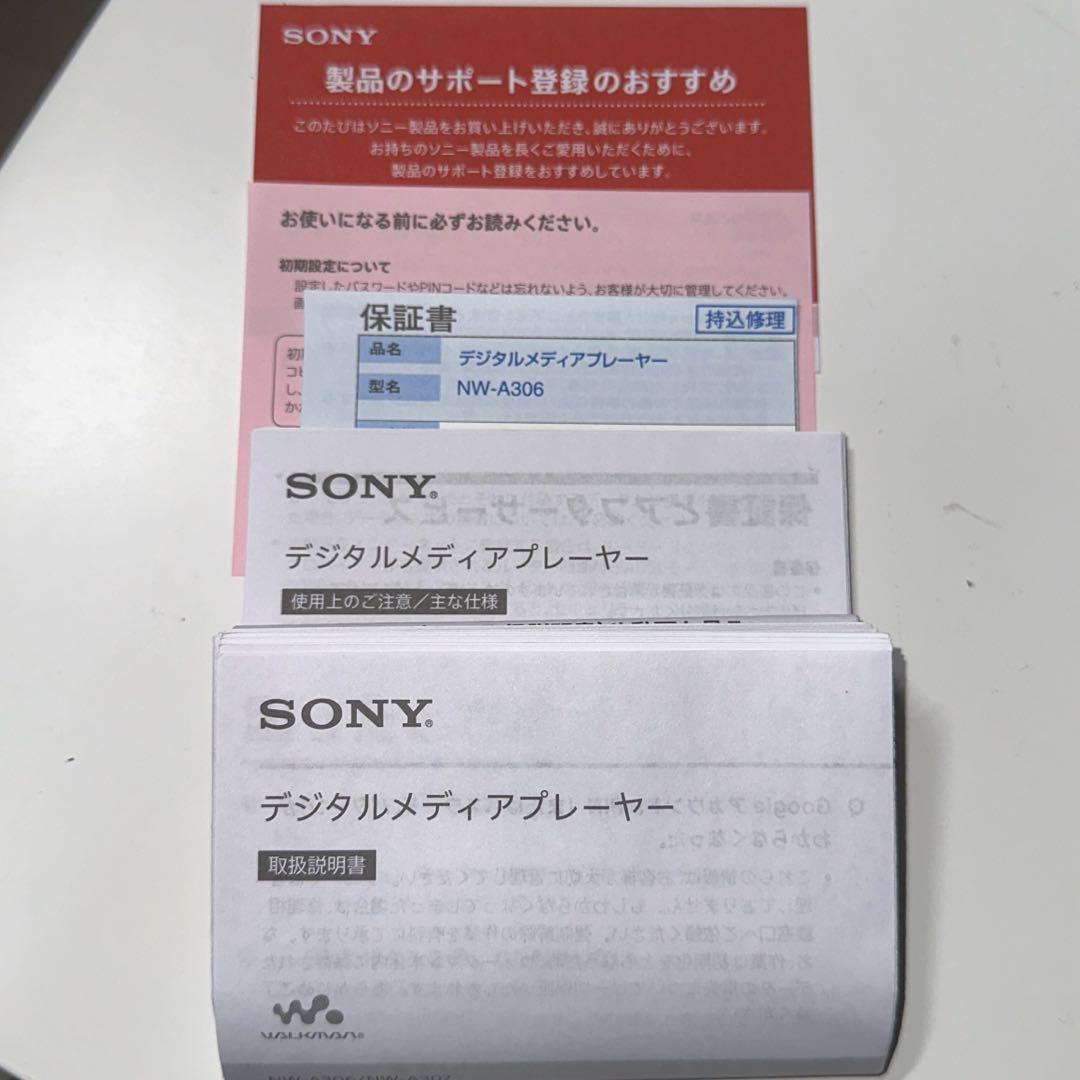 SONY
製品のサポート登録のおすすめ
このたびはソニー製品をお買い上げいただき、誠にありがとうございます。
お持ちのソニー製品を長くご愛用いただくために、
製品のサポート登録をおすすめしています。
お使いになる前に必ずお読みください。
初期設定について
設定したパスワードやPINコードなどは忘れないよう、お客様が大切に管理してください。
保証書
持込修理
品名 デジタルメディアプレーヤー
型名 NW-A306
SONY®
デジタルメディアプレーヤー
使用上のご注意/主な仕様
SONY®
デジタルメディアプレーヤー
取扱説明書
WALKMAN®